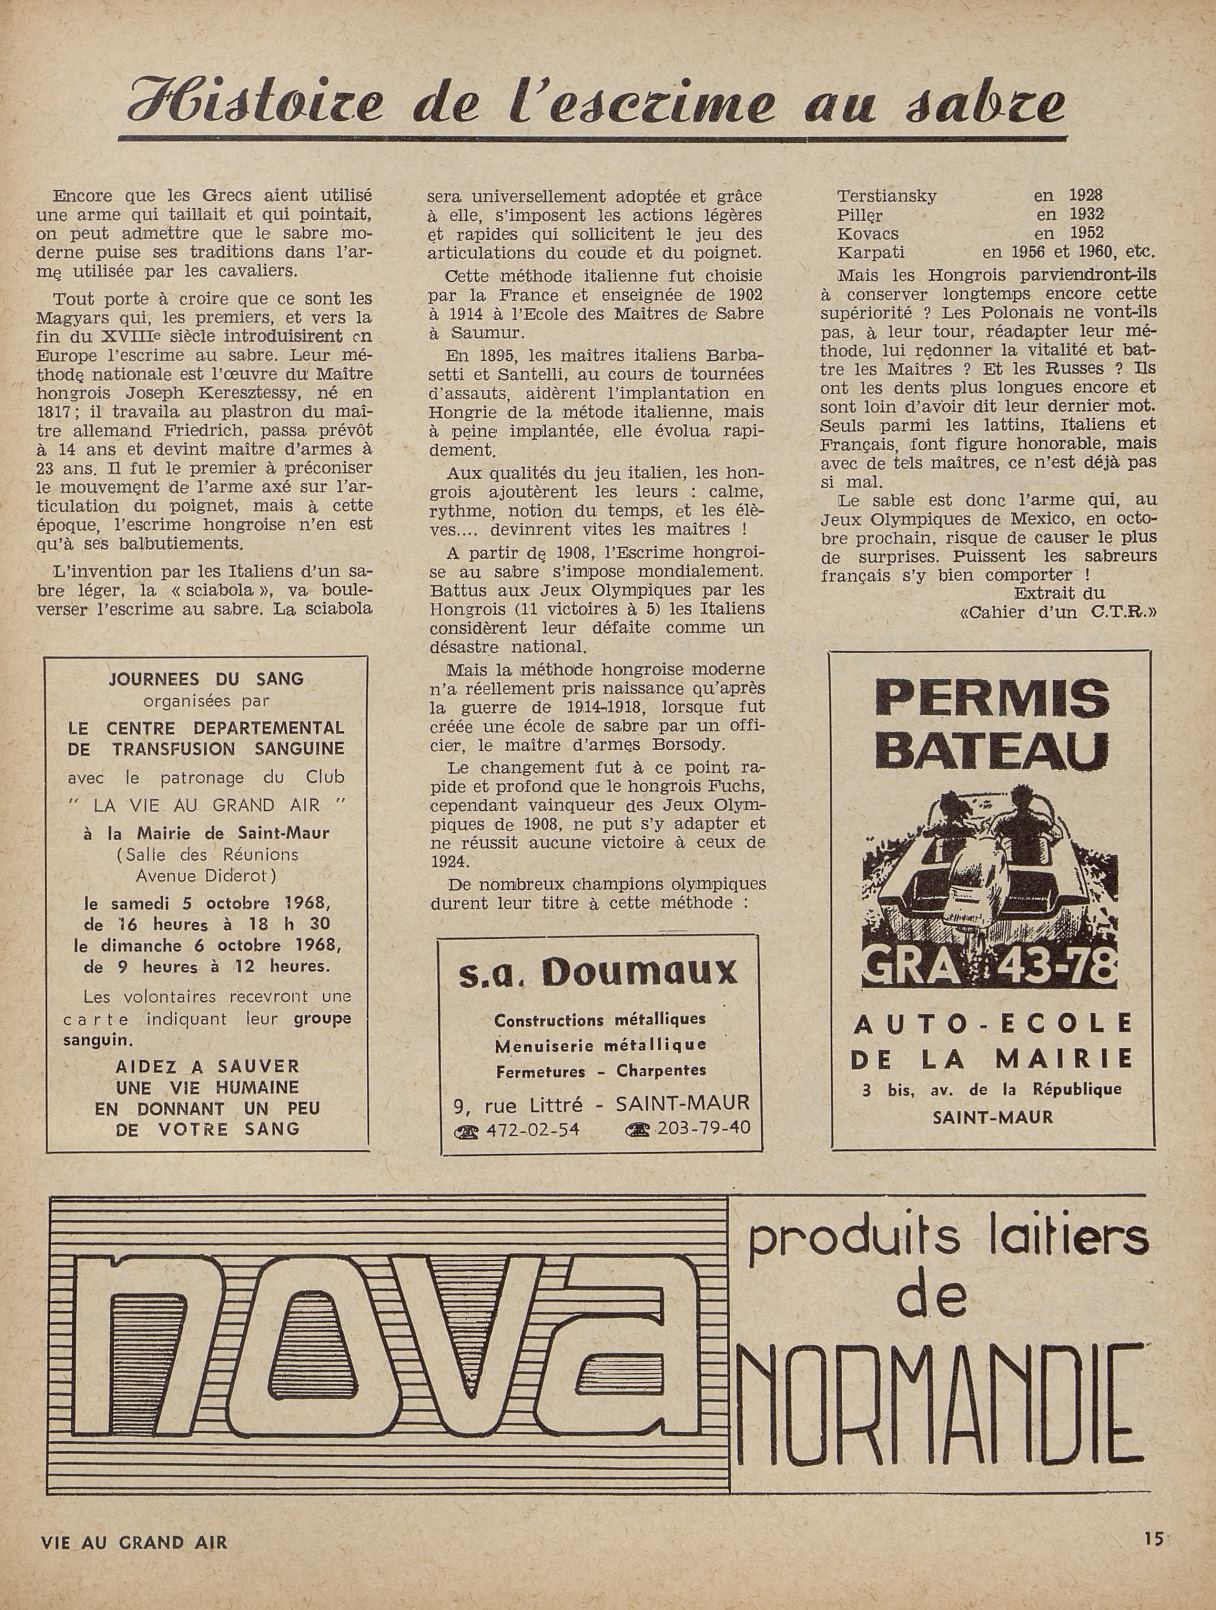 Histoire de l'escrime au sabre
Encore que les Grecs aient utilisé
une arme qui taillait et qui pointait,
on peut admettre que le sabre mo-
derne puise ses traditions dans l'ar-
me utilisée par les cavaliers.
Tout porte à croire que ce sont les
Magyars qui, les premiers, et vers la
fin du XVIIIe siècle introduisirent en
Europe l'escrime au sabre. Leur mé-
thode nationale est l'œuvre du Maître
hongrois Joseph Keresztessy, né en
1817 ; il travaila au plastron du maî-
tre allemand Friedrich, passa prévôt
à 14 ans et devint maître d'armes à
23 ans. Il fut le premier à préconiser
le mouvement de l'arme axé sur l'ar-
ticulation du poignet, mais à cette
époque, l'escrime hongroise n'en est
qu'à ses balbutiements.
L'invention par les Italiens d'un sa-
bre léger, la « sciabola », va boule-
verser l'escrime au sabre. La sciabola
sera universellement adoptée et grâce
à elle, s'imposent les actions légères
et rapides qui sollicitent le jeu des
articulations du coude et du poignet.
Cette méthode italienne fut choisie
par la France et enseignée de 1902
à 1914 à l'Ecole des Maîtres de Sabre
à Saumur.
En 1895, les maîtres italiens Barba-
setti et Santelli, au cours de tournées
d'assauts, aidèrent l'implantation en
Hongrie de la métode italienne, mais
à peine implantée, elle évolua rapi-
dement.
Aux qualités du jeu italien, les hon-
grois ajoutèrent les leurs : calme,
rythme, notion du temps, et les élè-
ves.... devinrent vites les maîtres !
A partir de 1908, l'Escrime hongroi-
se au sabre s'impose mondialement.
Battus aux Jeux Olympiques par les
Hongrois (11 victoires à 5) les Italiens
considèrent leur défaite comme un
désastre national.
Mais la méthode hongroise moderne
n'a réellement pris naissance qu'après
la guerre de 1914-1918, lorsque fut
créée une école de sabre par un offi-
cier, le maître d'armes Borsody.
Le changement fut à ce point ra-
pide et profond que le hongrois Fuchs,
cependant vainqueur des Jeux Olym-
piques de 1908, ne put s'y adapter et
ne réussit aucune victoire à ceux de
1924.
De nombreux champions olympiques
durent leur titre à cette méthode :
Terstiansky en 1928
Piller en 1932
Kovacs en 1952
Karpati en 1956 et 1960, etc.
Mais les Hongrois parviendront-ils
à conserver longtemps encore cette
supériorité ? Les Polonais ne vont-ils
pas, à leur tour, réadapter leur mé-
thode, lui redonner la vitalité et bat-
tre les Maîtres ? Et les Russes ? Ils
ont les dents plus longues encore et
sont loin d'avoir dit leur dernier mot.
Seuls parmi les lattins, Italiens et
Français, font figure honorable, mais
avec de tels maîtres, ce n'est déjà pas
si mal.
Le sable est donc l'arme qui, au
Jeux Olympiques de Mexico, en octo-
bre prochain, risque de causer le plus
de surprises. Puissent les sabreurs
français s'y bien comporter !
Extrait du
«Cahier d'un C.T.R.»
JOURNEES DU SANG
organisées par
LE CENTRE DEPARTEMENTAL
DE TRANSFUSION SANGUINE
avec le patronage du Club
" LA VIE AU GRAND AIR "
à la Mairie de Saint-Maur
(Salle des Réunions
Avenue Diderot)
le samedi 5 octobre 1968,
de 16 heures à 18 h 30
le dimanche 6 octobre 1968,
de 9 heures à 12 heures.
Les volontaires recevront une
carte indiquant leur groupe
sanguin.
AIDEZ A SAUVER
UNE VIE HUMAINE
EN DONNANT UN PEU
DE VOTRE SANG
s.a. Doumaux
Constructions métalliques
Menuiserie métallique
Fermetures - Charpentes
9, rue Littré - SAINT-MAUR
☎ 472-02-54 ☎ 203-79-40
PERMIS
BATEAU
GRA 43-78
AUTO-ECOLE
DE LA MAIRIE
3 bis, av. de la République
SAINT-MAUR
nova
produits laitiers
de
NORMANDIE
VIE AU GRAND AIR
15